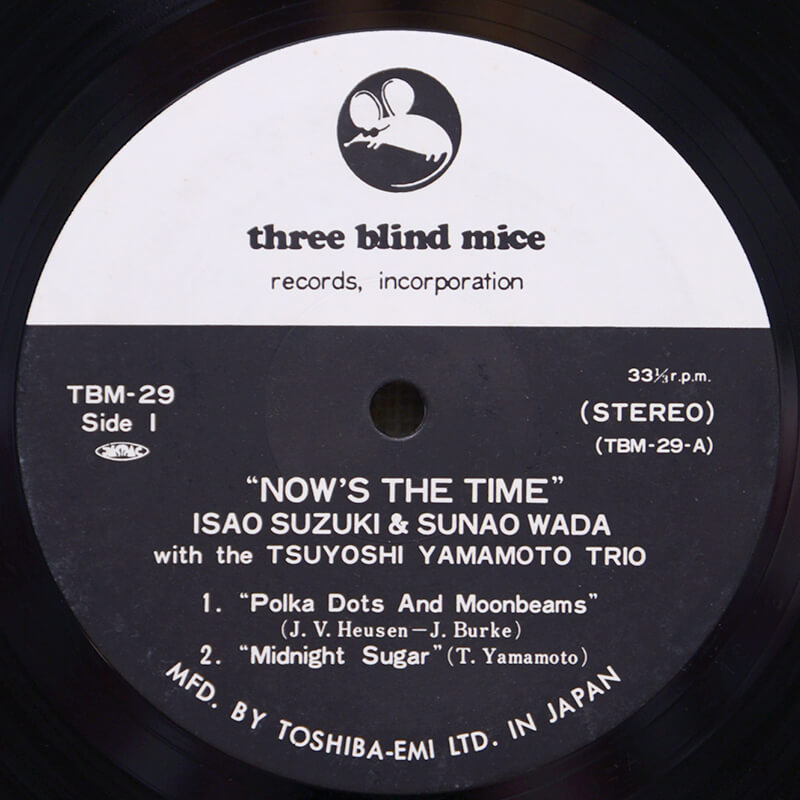 three blind mice
records, incorporation
33⅓ r.p.m.
TBM-29
Side 1
(STEREO)
(TBM-29-A)
JASRAC
“NOW'S THE TIME”
ISAO SUZUKI & SUNAO WADA
with the TSUYOSHI YAMAMOTO TRIO
1. “Polka Dots And Moonbeams”
(J. V. Heusen—J. Burke)
2. “Midnight Sugar” (T. Yamamoto)
MFD. BY TOSHIBA-EMI LTD. IN JAPAN